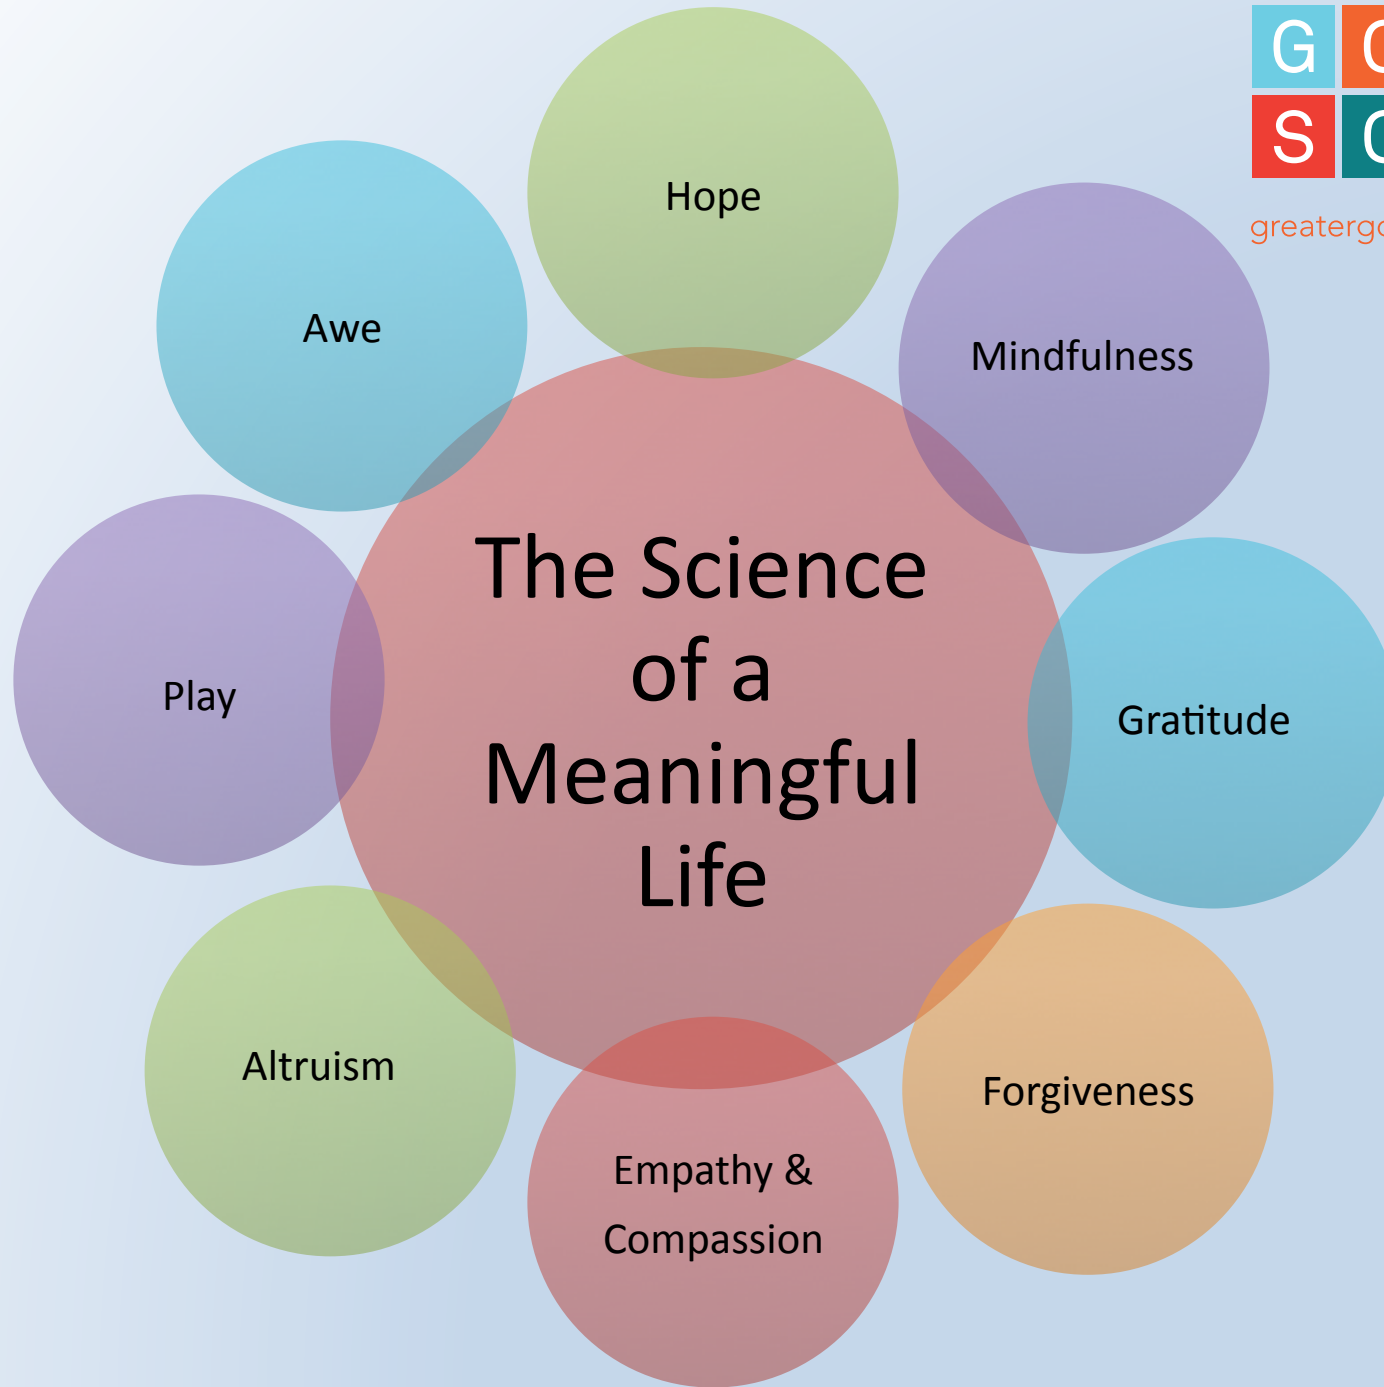 Hope
Mindfulness
Gratitude
Forgiveness
Empathy &
Compassion
Altruism
Play
Awe
The Science
of a
Meaningful
Life
G
S